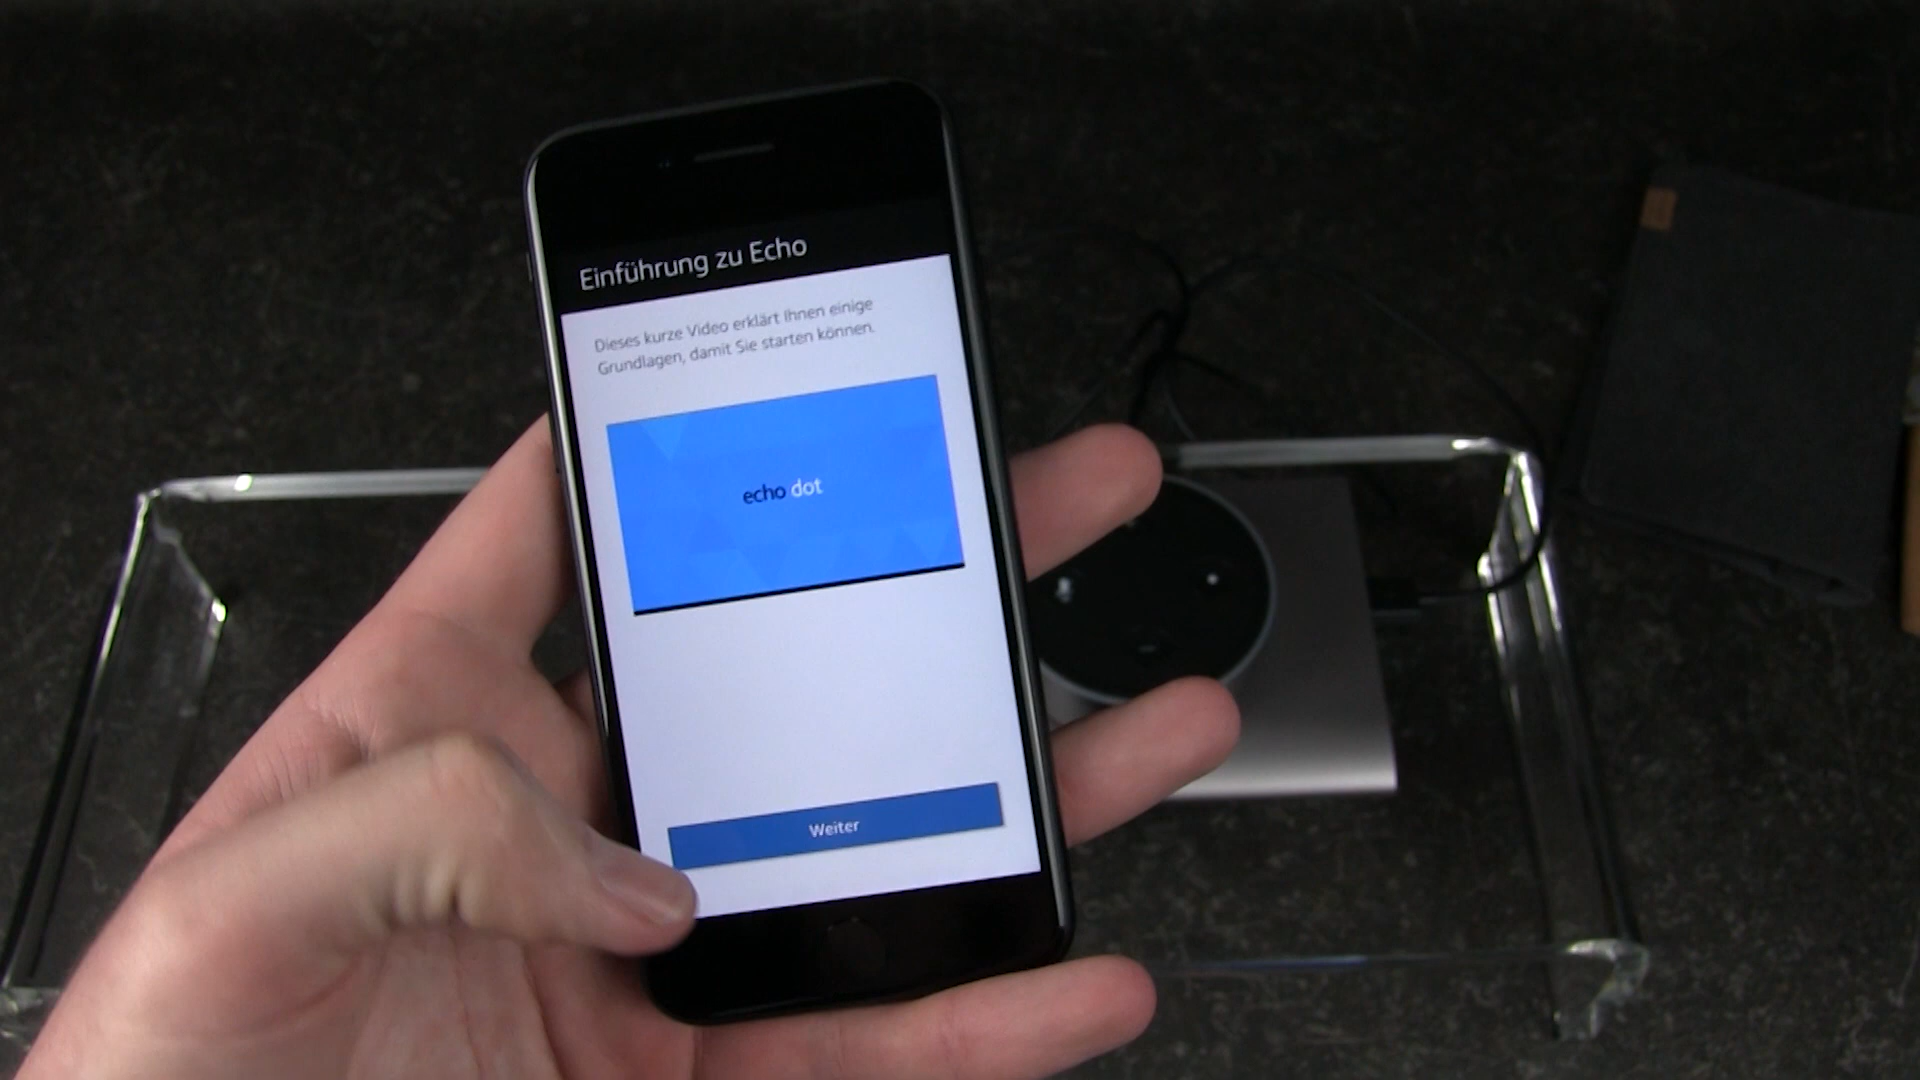 Einführung zu Echo
Dieses kurze Video erklärt Ihnen einige
Grundlagen, damit Sie starten können.
echo dot
Weiter